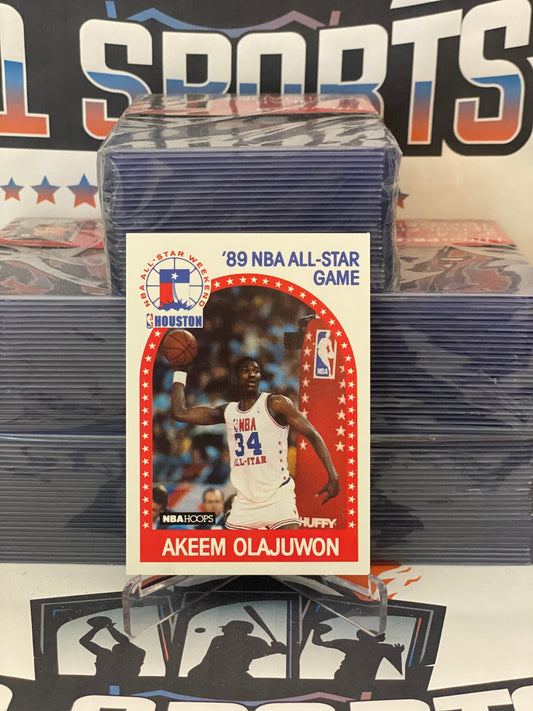 1 SPORTS
NBA ALL-STAR WEEKEND
HOUSTON
'89 NBA ALL-STAR
GAME
NBA
NBA
34
ALL-STAR
NBA HOOPS
HUFFY
AKEEM OLAJUWON